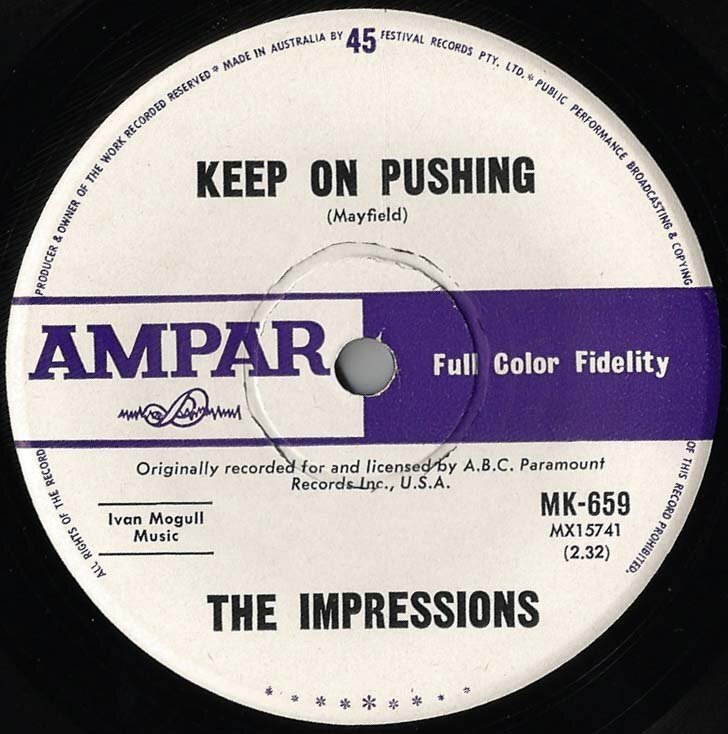 PRODUCER & OWNER OF THE WORK RECORDED RESERVED * MADE IN AUSTRALIA BY 45 FESTIVAL RECORDS PTY. LTD. * PUBLIC PERFORMANCE BROADCASTING & COPYING
KEEP ON PUSHING
(Mayfield)
AMPAR
Full Color Fidelity
Originally recorded for and licensed by A.B.C. Paramount
Records Inc., U.S.A.
Ivan Mogull
Music
MK-659
MX15741
(2.32)
ALL RIGHTS OF THE RECORD
OF THIS RECORD PROHIBITED.
THE IMPRESSIONS